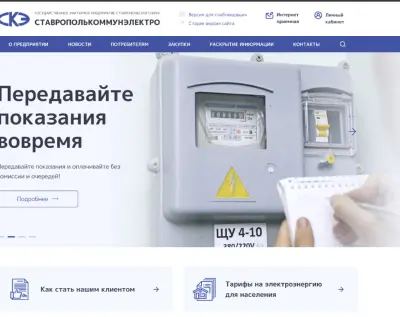 СКЭ
ГОСУДАРСТВЕННОЕ УНИТАРНОЕ ПРЕДПРИЯТИЕ СТАВРОПОЛЬСКОГО КРАЯ
СТАВРОПОЛЬКОММУНЭЛЕКТРО
Версия для слабовидящих
Старая версия сайта
Интернет приемная
Личный кабинет
О ПРЕДПРИЯТИИ НОВОСТИ ПОТРЕБИТЕЛЯМ ЗАКУПКИ РАСКРЫТИЕ ИНФОРМАЦИИ КОНТАКТЫ
Передавайте
показания
вовремя
Передавайте показания и оплачивайте без
комиссии и очередей!
Подробнее
ЩУ 4-10
380/220V
Как стать нашим клиентом
Тарифы на электроэнергию
для населения